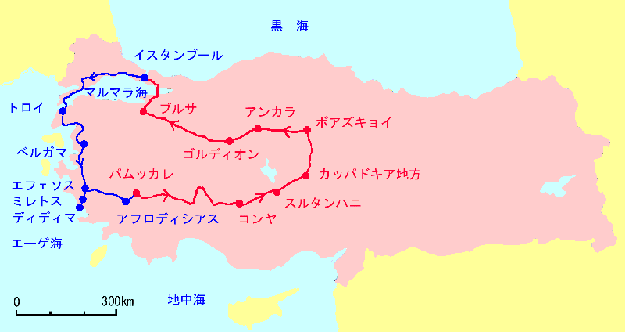 黒 海
イスタンブール
マルマラ海
トロイ
ブルサ
アンカラ
ボアズキョイ
ベルガマ
ゴルディオン
パムッカレ
カッパドキア地方
エフェソス
ミレトス
スルタンハニ
ディディマ
アフロディシアス
コンヤ
エーゲ海
地中海
0 300km